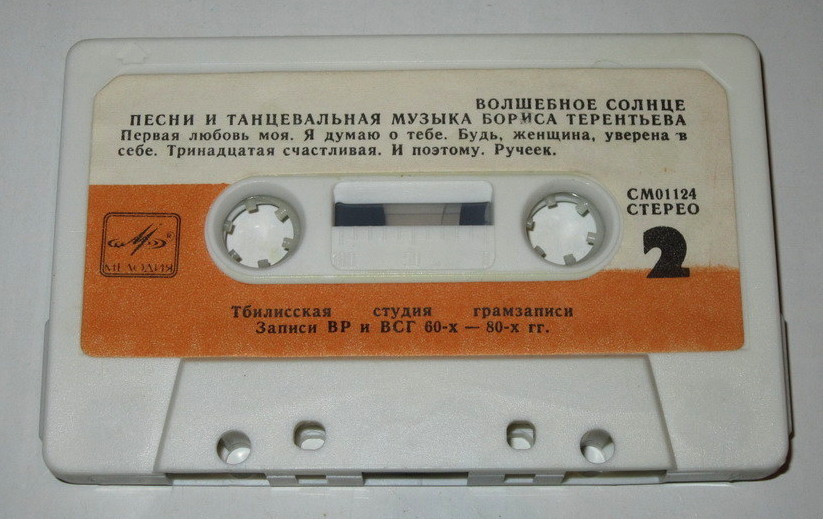 ВОЛШЕБНОЕ СОЛНЦЕ
ПЕСНИ И ТАНЦЕВАЛЬНАЯ МУЗЫКА БОРИСА ТЕРЕНТЬЕВА
Первая любовь моя. Я думаю о тебе. Будь, женщина, уверена в
себе. Тринадцатая счастливая. И поэтому. Ручеек.
СМ01124
СТЕРЕО
2
МЕЛОДИЯ
Тбилисская студия грамзаписи
Записи ВР и ВСГ 60-х — 80-х гг.